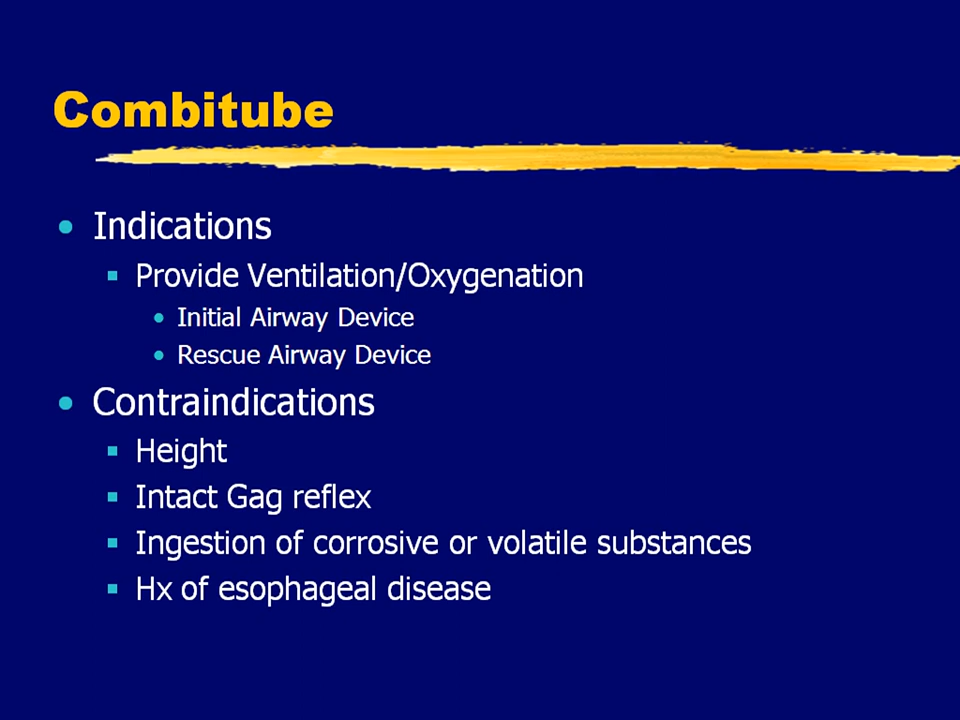 Combitube
• Indications
▪ Provide Ventilation/Oxygenation
• Initial Airway Device
• Rescue Airway Device
• Contraindications
▪ Height
▪ Intact Gag reflex
▪ Ingestion of corrosive or volatile substances
▪ Hx of esophageal disease